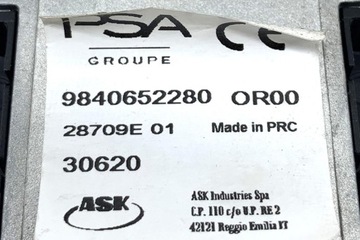 PSA CE
GROUPE
9840652280 OR00
28709E 01 Made in PRC
30620
ASK
ASK Industries Spa
C.P. 110 c/o U.P. RE 2
42121 Reggio Emilia IT